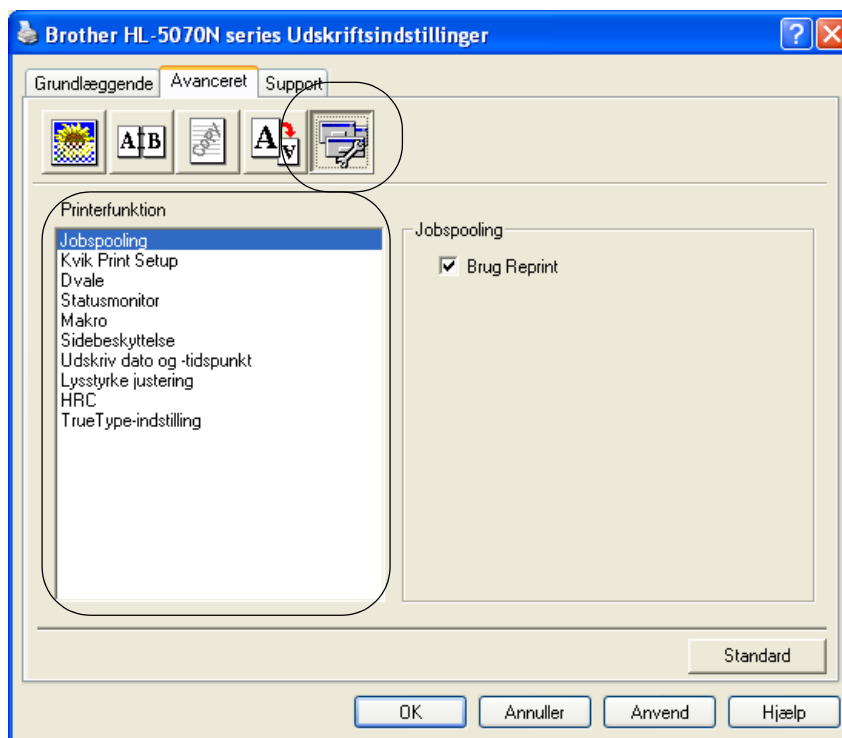 Brother HL-5070N series Udskriftsindstillinger
Grundlæggende Avanceret Support
A B Copy A A
Printerfunktion
Jobspooling
Kvik Print Setup
Dvale
Statusmonitor
Makro
Sidebeskyttelse
Udskriv dato og -tidspunkt
Lysstyrke justering
HRC
TrueType-indstilling
Jobspooling
Brug Reprint
Standard
OK Annuller Anvend Hjælp